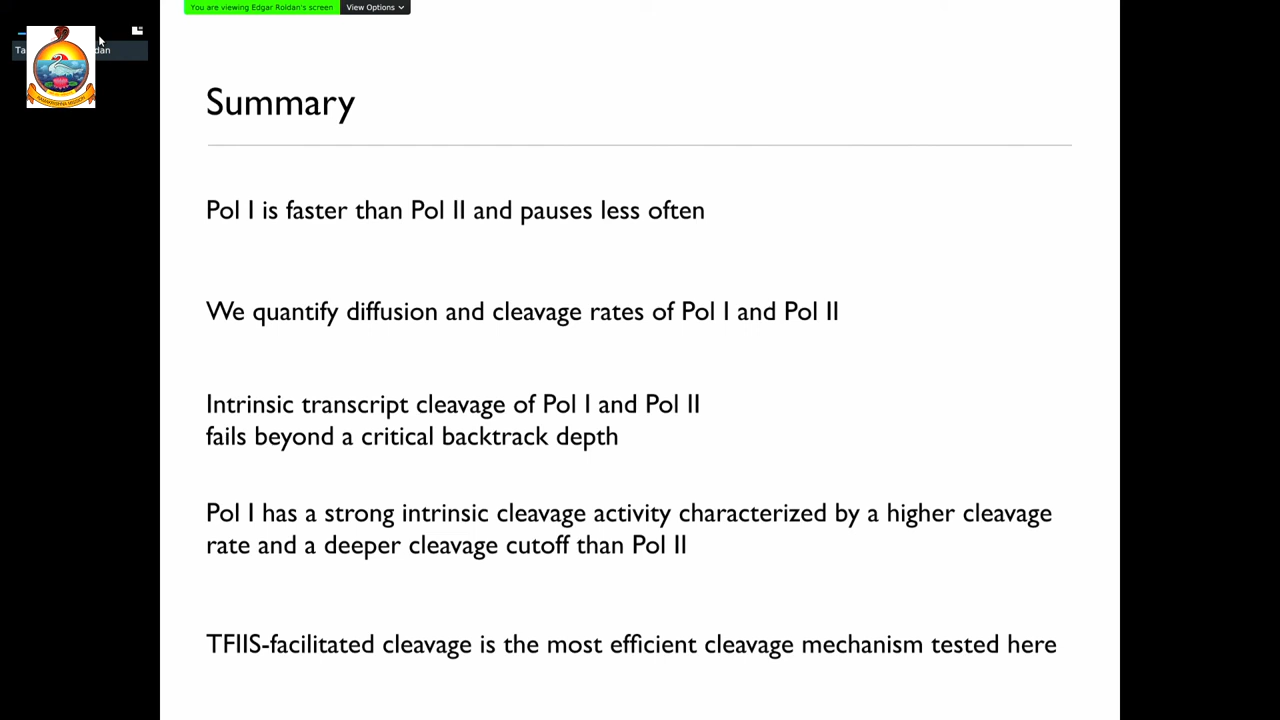 You are viewing Edgar Roldan's screen View Options
Ta dan
Summary
Pol I is faster than Pol II and pauses less often
We quantify diffusion and cleavage rates of Pol I and Pol II
Intrinsic transcript cleavage of Pol I and Pol II
fails beyond a critical backtrack depth
Pol I has a strong intrinsic cleavage activity characterized by a higher cleavage
rate and a deeper cleavage cutoff than Pol II
TFIIS-facilitated cleavage is the most efficient cleavage mechanism tested here